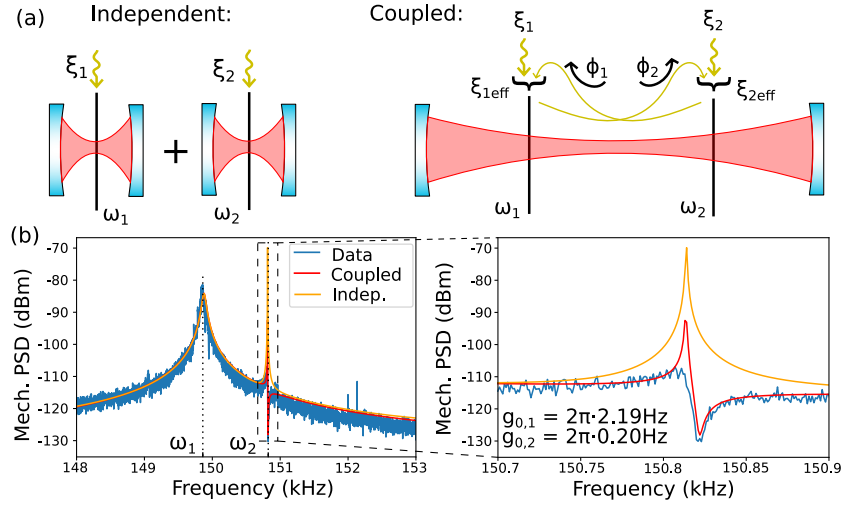 (a) Independent: Coupled:
ξ1 ξ2 ξ1 ξ2
ϕ1 ϕ2
ξ1eff ξ2eff
+
ω1 ω2 ω1 ω2
(b)
Mech. PSD (dBm)
-70
-80
-90
-100
-110
-120
-130
Data
Coupled
Indep.
ω1 ω2
148 149 150 151 152 153
Frequency (kHz)
Mech. PSD (dBm)
-70
-80
-90
-100
-110
-120
-130
g0,1 = 2π·2.19Hz
g0,2 = 2π·0.20Hz
150.7 150.75 150.8 150.85 150.9
Frequency (kHz)